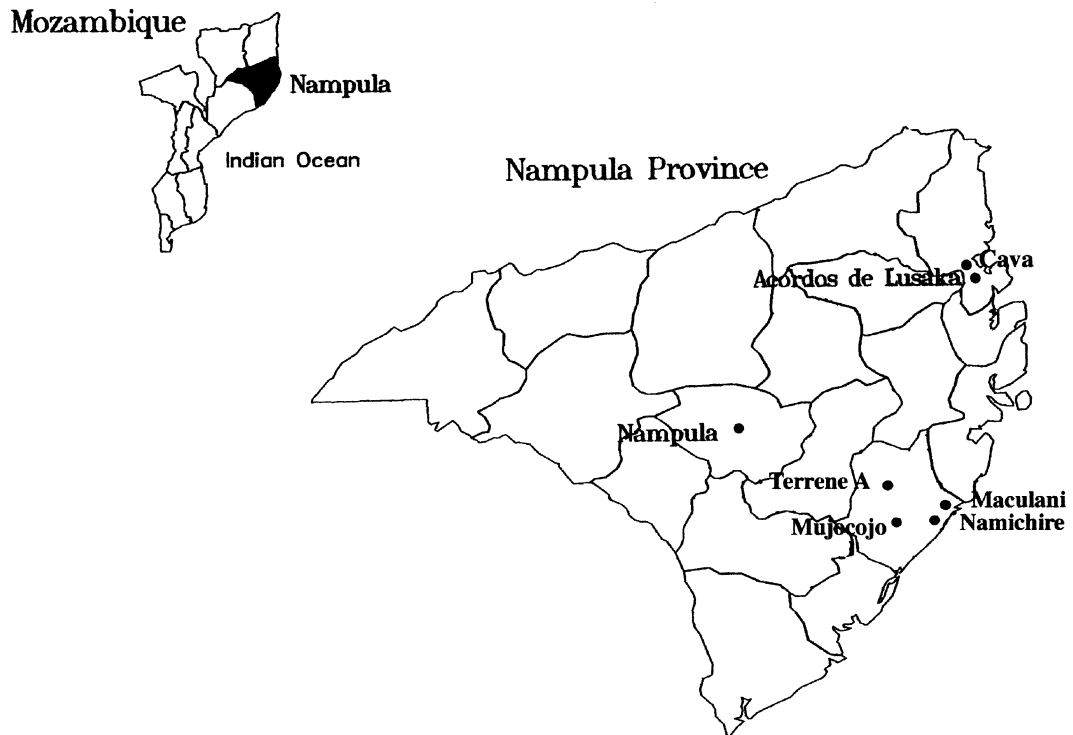 Mozambique
Nampula
Indian Ocean
Nampula Province
Cava
Acordos de Lusaka
Nampula
Terrene A
Maculani
Mujocojo
Namichire